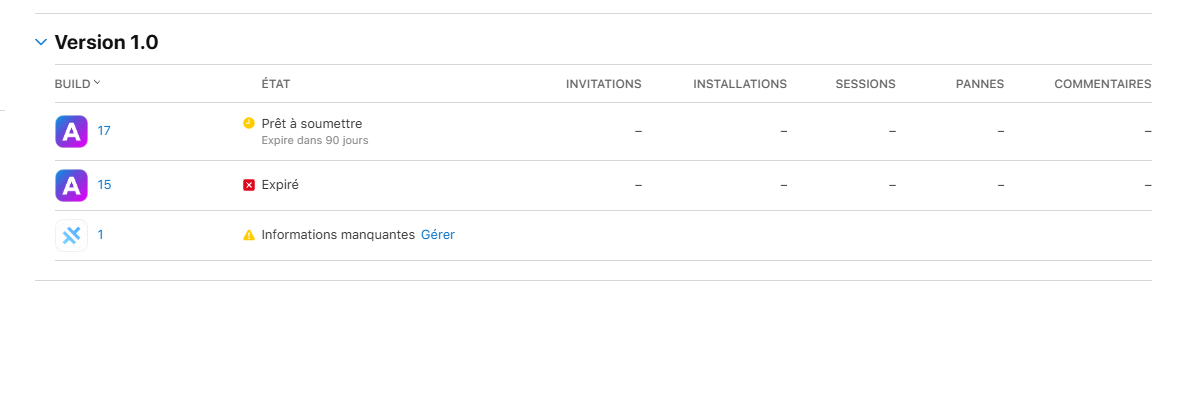 Version 1.0
BUILD ÉTAT INVITATIONS INSTALLATIONS SESSIONS PANNES COMMENTAIRES
A 17 Prêt à soumettre – – – – –
Expire dans 90 jours
A 15 Expiré – – – – –
1 Informations manquantes Gérer